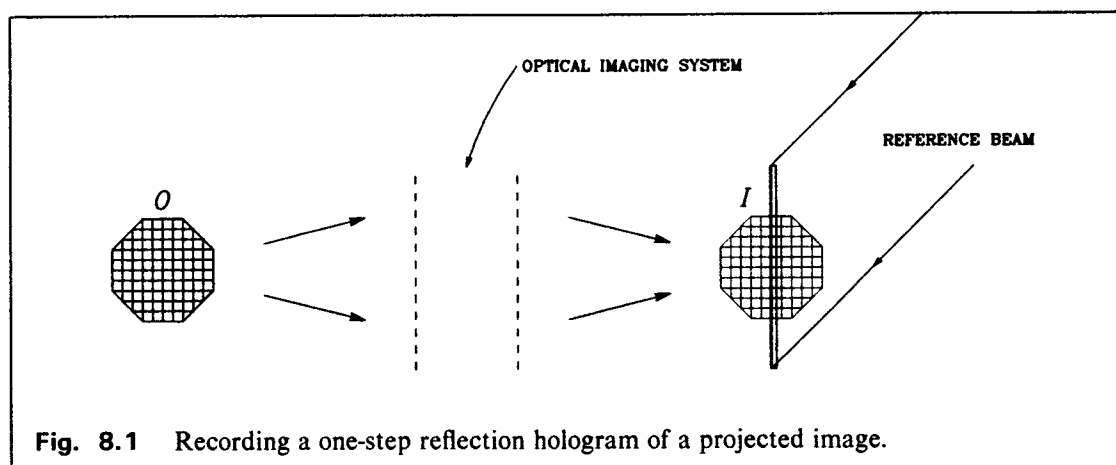 OPTICAL IMAGING SYSTEM
REFERENCE BEAM
O
I
Fig. 8.1 Recording a one-step reflection hologram of a projected image.